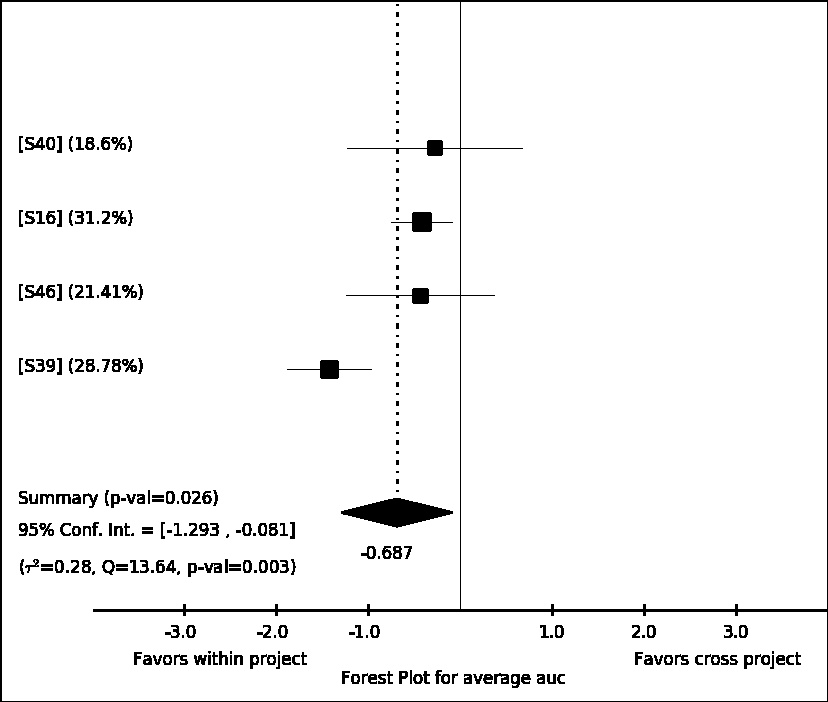 [S40] (18.6%)
[S16] (31.2%)
[S46] (21.41%)
[S39] (28.78%)
Summary (p-val=0.026)
95% Conf. Int. = [-1.293 , -0.081]
-0.687
(τ²=0.28, Q=13.64, p-val=0.003)
-3.0 -2.0 -1.0 1.0 2.0 3.0
Favors within project Favors cross project
Forest Plot for average auc